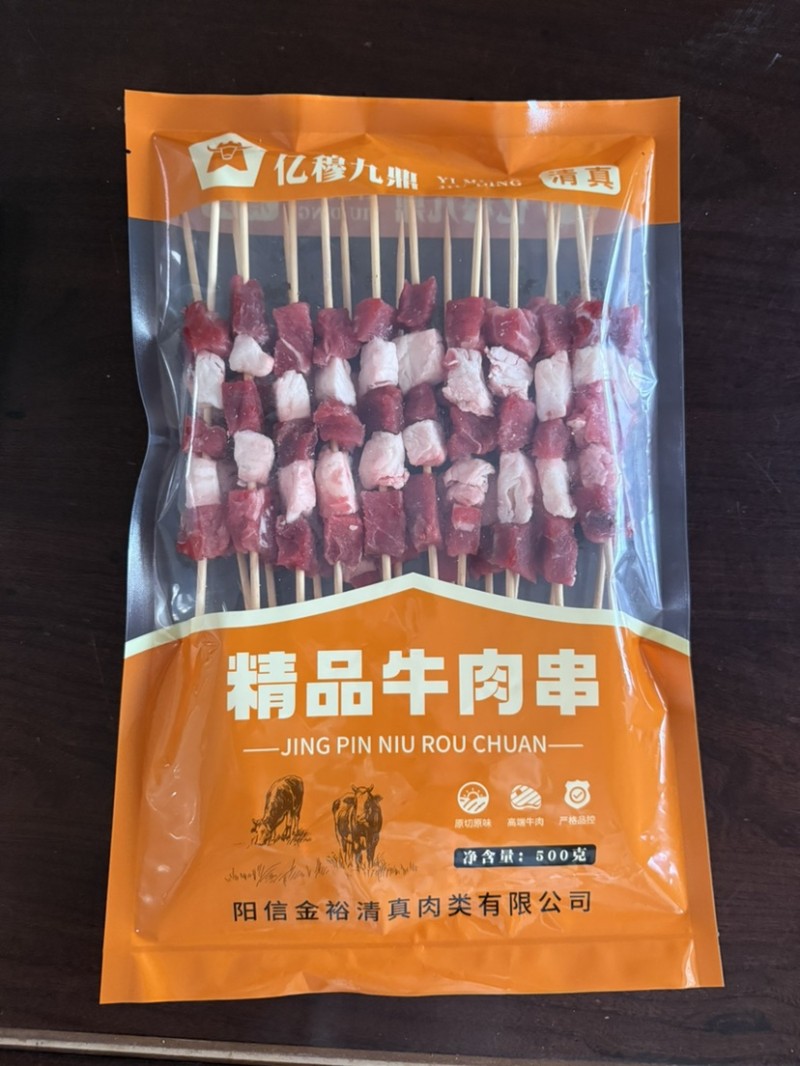 亿穆九鼎
清真
精品牛肉串
JING PIN NIU ROU CHUAN
原切原味 高端牛肉 严格品控
净含量：500克
阳信金裕清真肉类有限公司